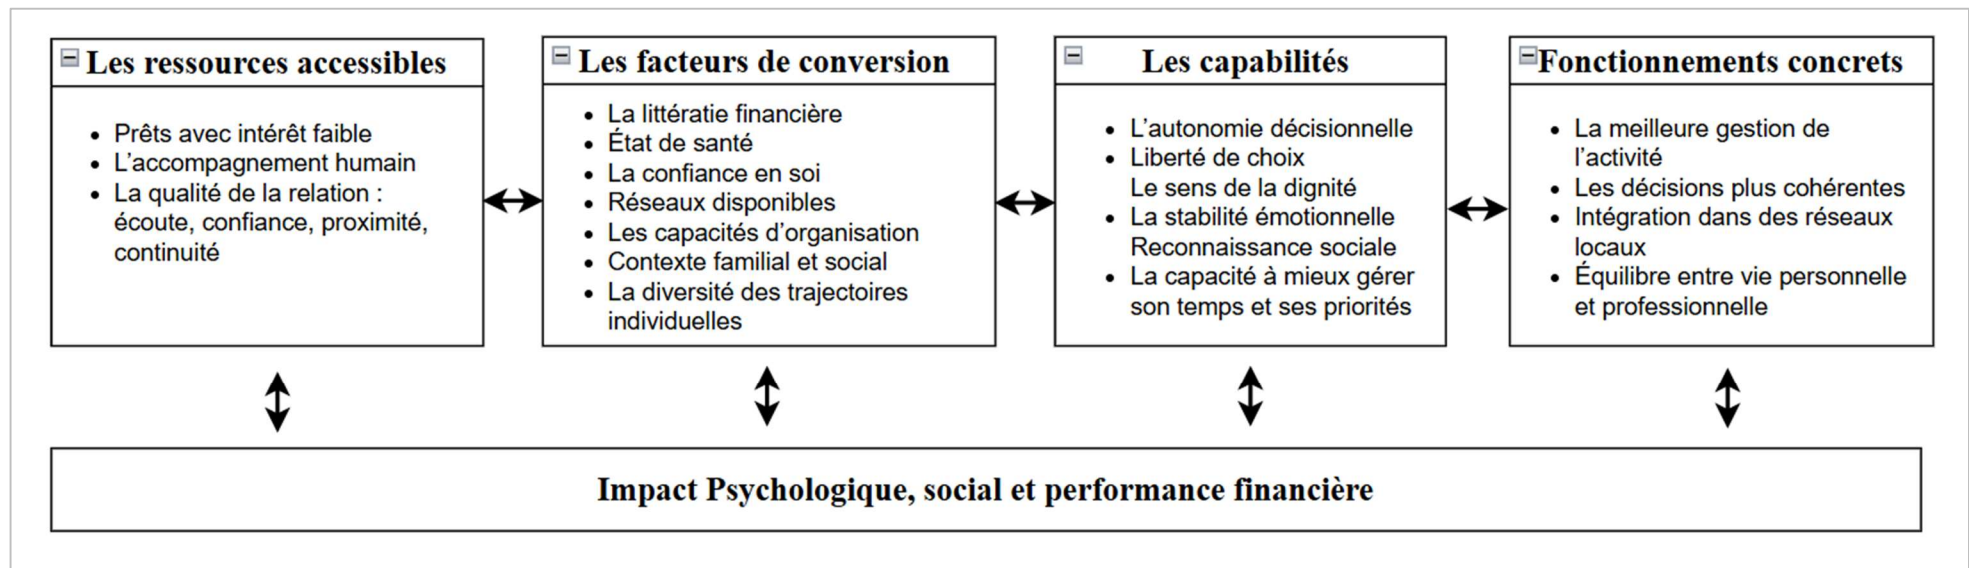 Les ressources accessibles
Prêts avec intérêt faible
L’accompagnement humain
La qualité de la relation :
écoute, confiance, proximité,
continuité
Les facteurs de conversion
La littératie financière
État de santé
La confiance en soi
Réseaux disponibles
Les capacités d’organisation
Contexte familial et social
La diversité des trajectoires
individuelles
Les capabilités
L’autonomie décisionnelle
Liberté de choix
Le sens de la dignité
La stabilité émotionnelle
Reconnaissance sociale
La capacité à mieux gérer
son temps et ses priorités
Fonctionnements concrets
La meilleure gestion de
l’activité
Les décisions plus cohérentes
Intégration dans des réseaux
locaux
Équilibre entre vie personnelle
et professionnelle
Impact Psychologique, social et performance financière